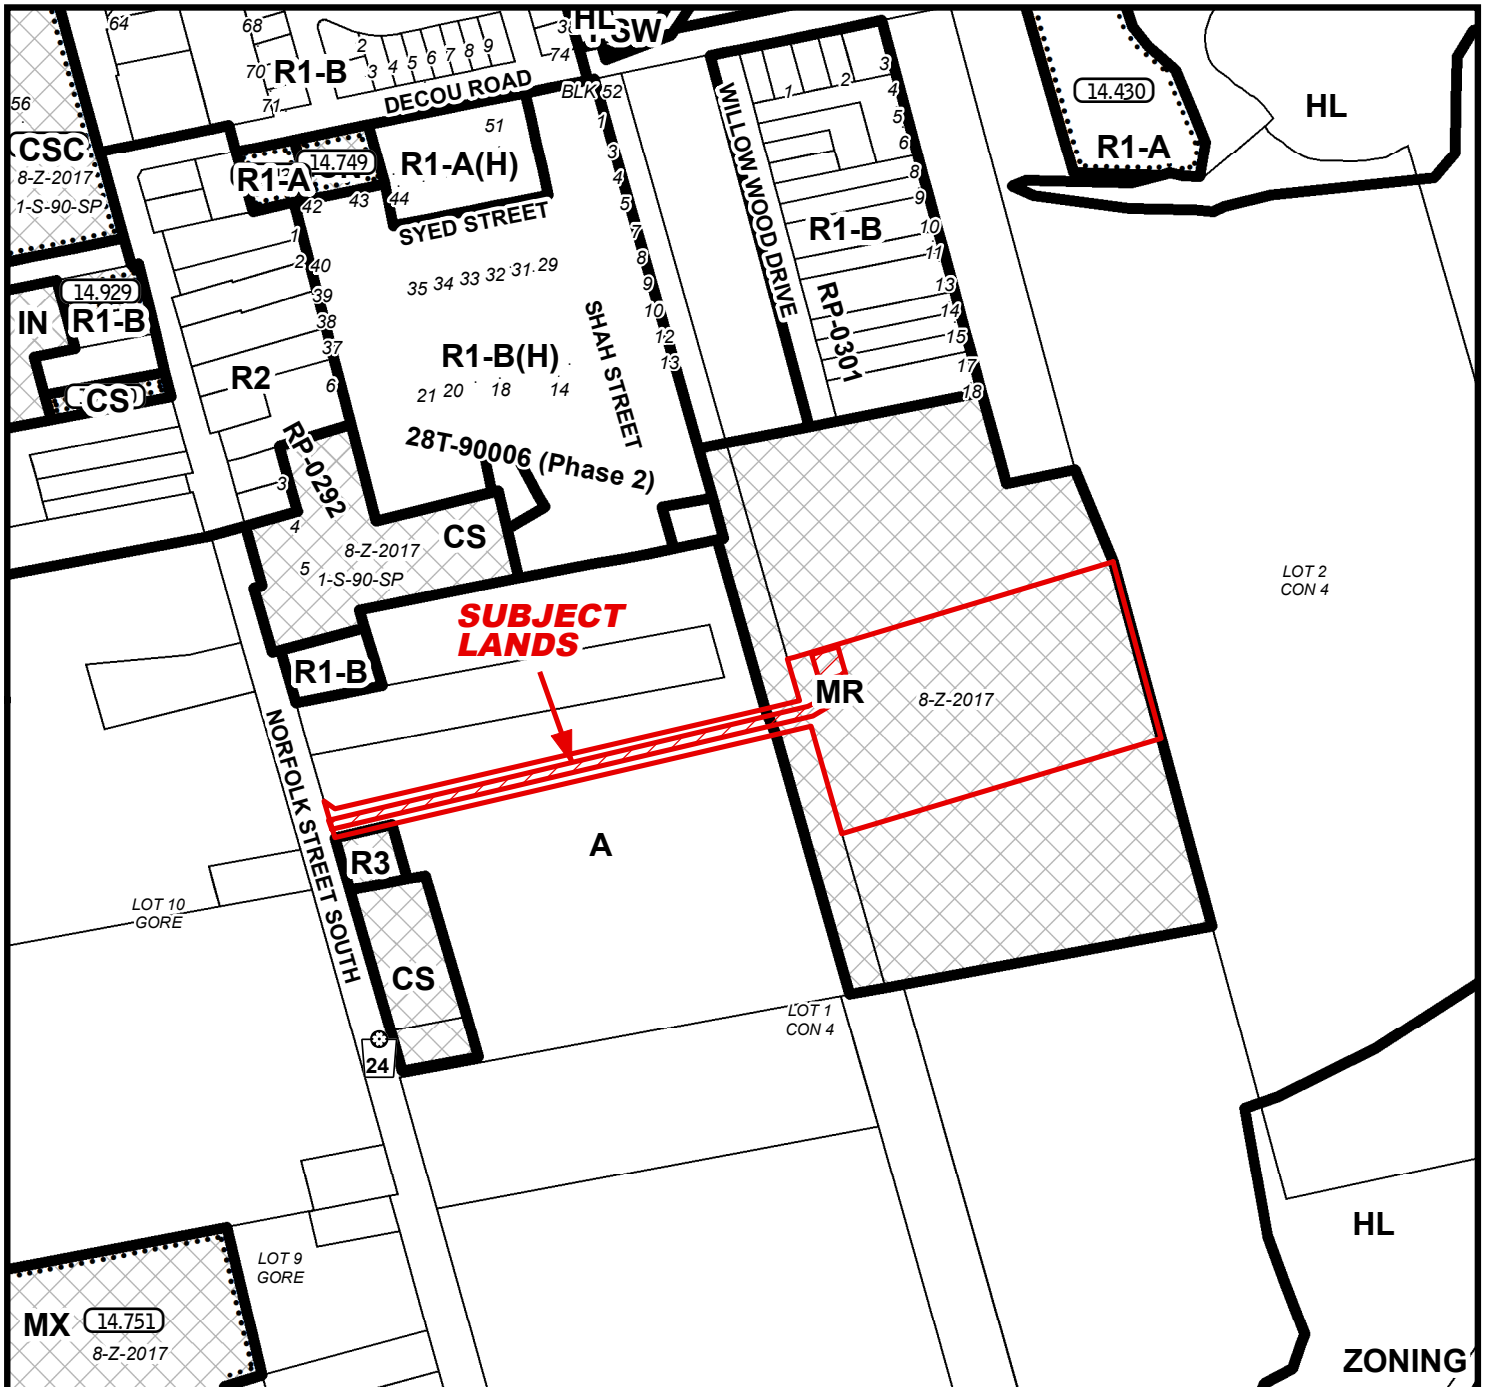 64
68
2
3
4
5
6
7
8
9
38
74
HL
SW
70
R1-B
71
DECOU ROAD
BLK 52
56
CSC
8-Z-2017
1-S-90-SP
R1-A
14.749
R1-A(H)
51
42
43
44
SYED STREET
1
3
4
5
7
8
9
10
12
13
WILLOW WOOD DRIVE
1
2
3
4
5
6
8
9
10
11
13
14
15
17
18
R1-B
RP-0301
14.430
R1-A
HL
14.929
IN
R1-B
CS
1
2
40
39
38
37
6
R2
35
34
33
32
31
29
SHAH STREET
R1-B(H)
21
20
18
14
28T-90006 (Phase 2)
RP-0292
3
4
5
CS
8-Z-2017
1-S-90-SP
LOT 2
CON 4
SUBJECT
LANDS
R1-B
MR
8-Z-2017
NORFOLK STREET SOUTH
A
R3
LOT 10
GORE
CS
LOT 1
CON 4
24
LOT 9
GORE
HL
MX
14.751
8-Z-2017
ZONING